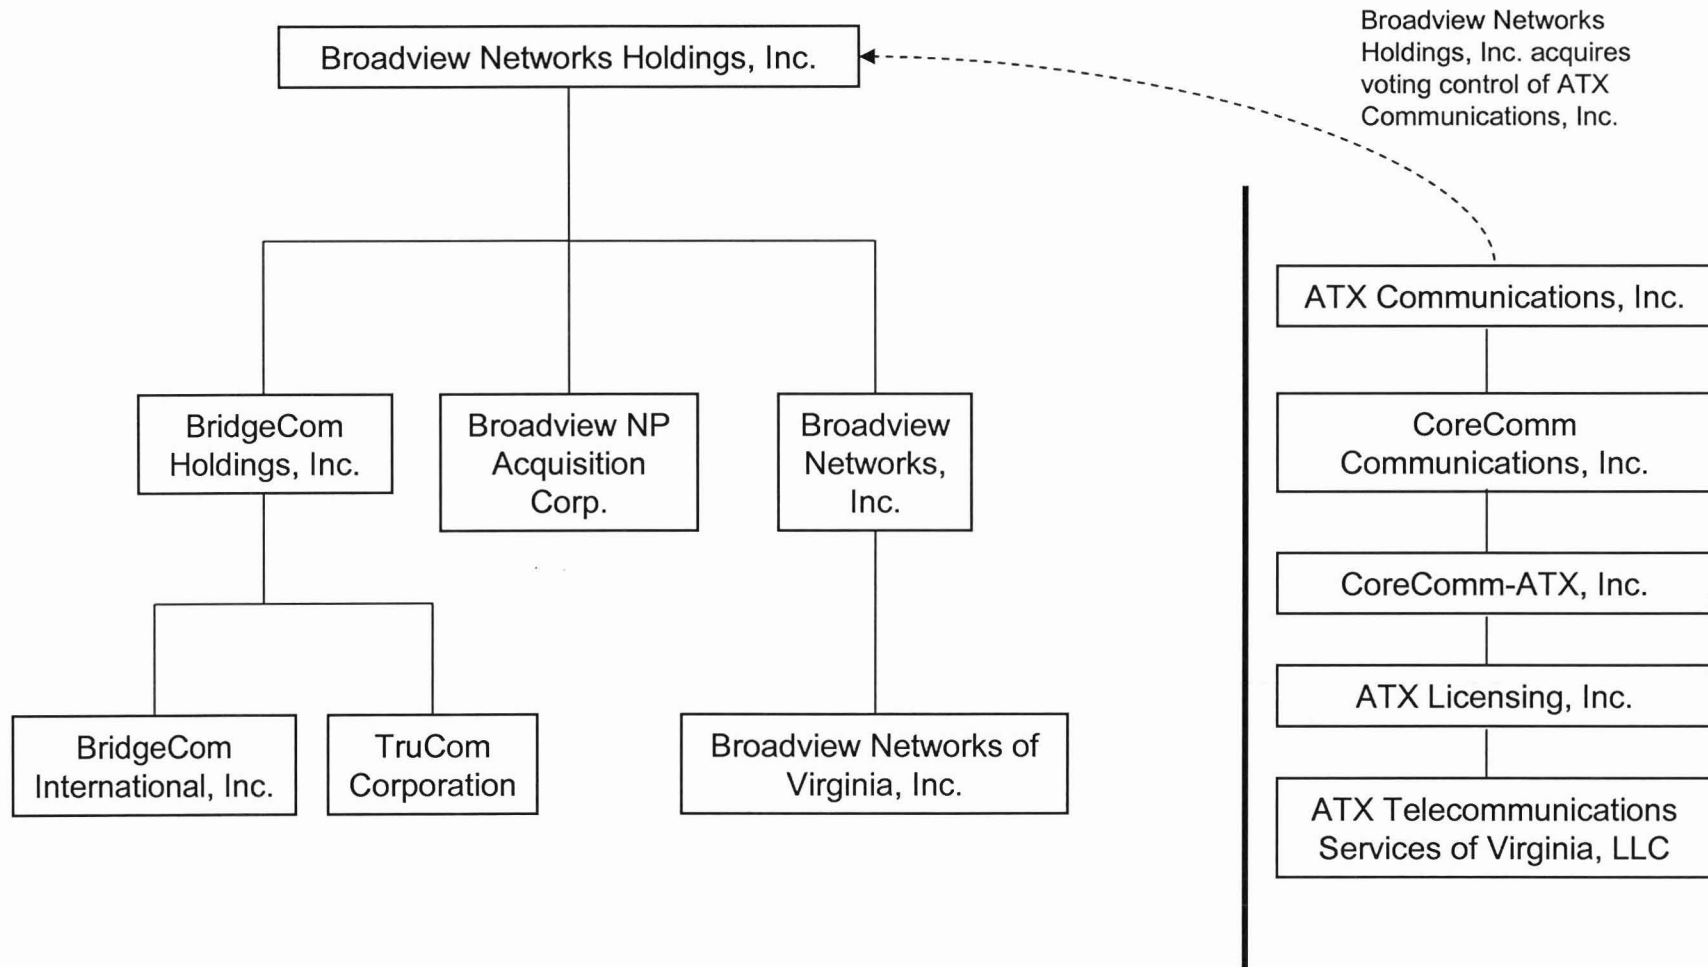 Broadview Networks Holdings, Inc.
Broadview Networks
Holdings, Inc. acquires
voting control of ATX
Communications, Inc.
BridgeCom
Holdings, Inc.
Broadview NP
Acquisition
Corp.
Broadview
Networks,
Inc.
BridgeCom
International, Inc.
TruCom
Corporation
Broadview Networks of
Virginia, Inc.
ATX Communications, Inc.
CoreComm
Communications, Inc.
CoreComm-ATX, Inc.
ATX Licensing, Inc.
ATX Telecommunications
Services of Virginia, LLC